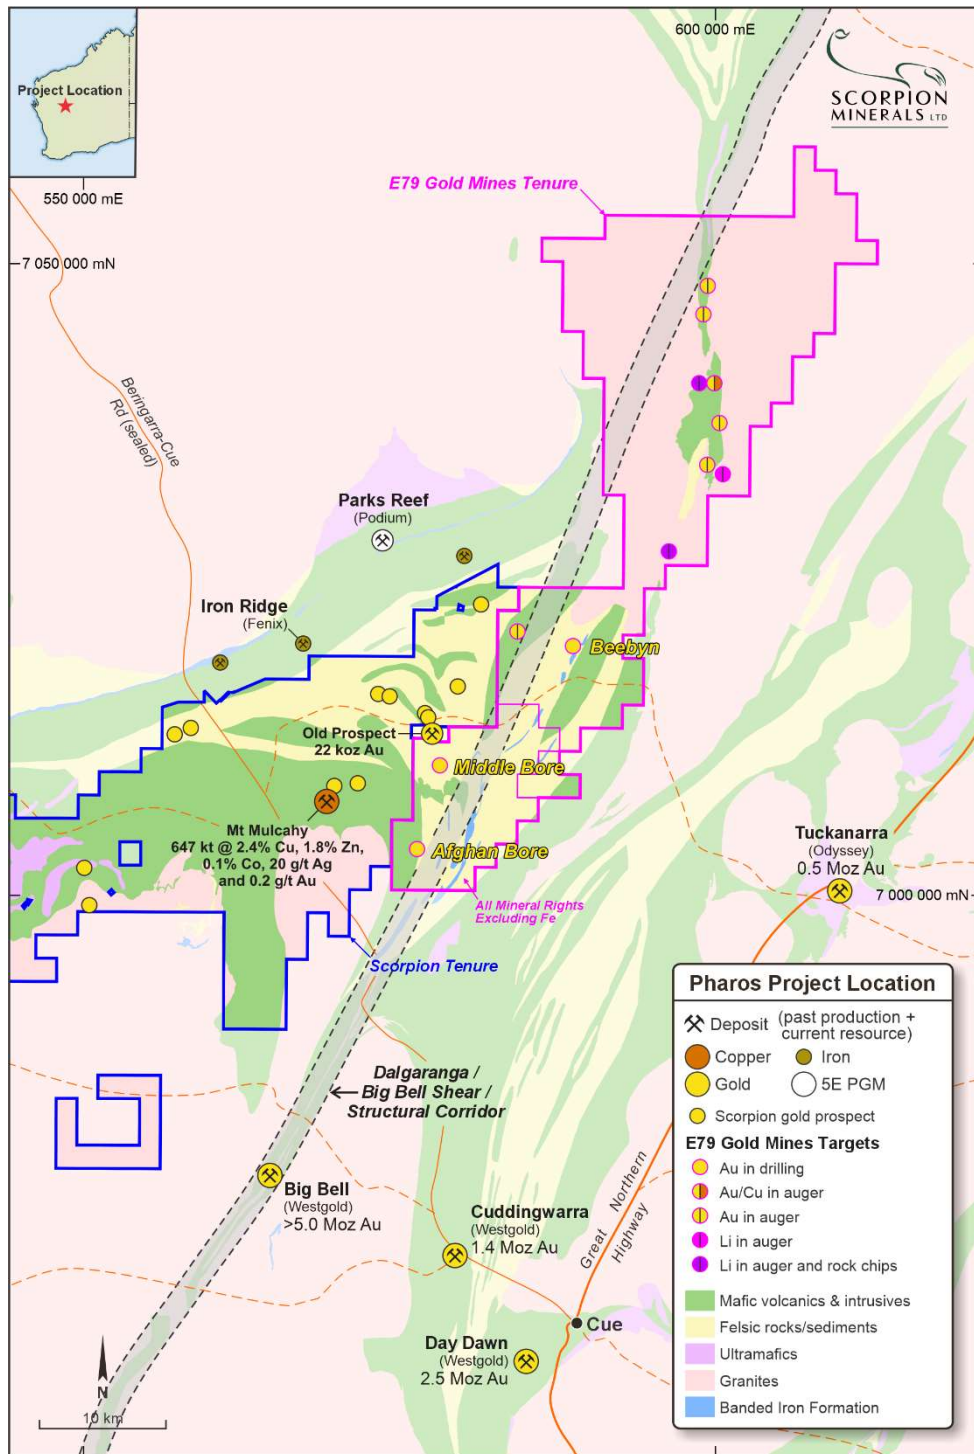 600 000 mE
SCORPION
MINERALS LTD
Project Location
550 000 mE
E79 Gold Mines Tenure
7 050 000 mN
Beringarra-Cue
Rd (sealed)
Parks Reef
(Podium)
Iron Ridge
(Fenix)
Beebyn
Old Prospect
22 koz Au
Middle Bore
Mt Mulcahy
647 kt @ 2.4% Cu, 1.8% Zn,
0.1% Co, 20 g/t Ag
and 0.2 g/t Au
Afghan Bore
Tuckanarra
(Odyssey)
0.5 Moz Au
7 000 000 mN
All Mineral Rights
Excluding Fe
Scorpion Tenure
Dalgaranga /
Big Bell Shear /
Structural Corridor
Big Bell
(Westgold)
>5.0 Moz Au
Cuddingwarra
(Westgold)
1.4 Moz Au
Great Northern
Highway
Cue
Day Dawn
(Westgold)
2.5 Moz Au
N
10 km
Pharos Project Location
Deposit (past production +
current resource)
Copper Iron
Gold 5E PGM
Scorpion gold prospect
E79 Gold Mines Targets
Au in drilling
Au/Cu in auger
Au in auger
Li in auger
Li in auger and rock chips
Mafic volcanics & intrusives
Felsic rocks/sediments
Ultramafics
Granites
Banded Iron Formation